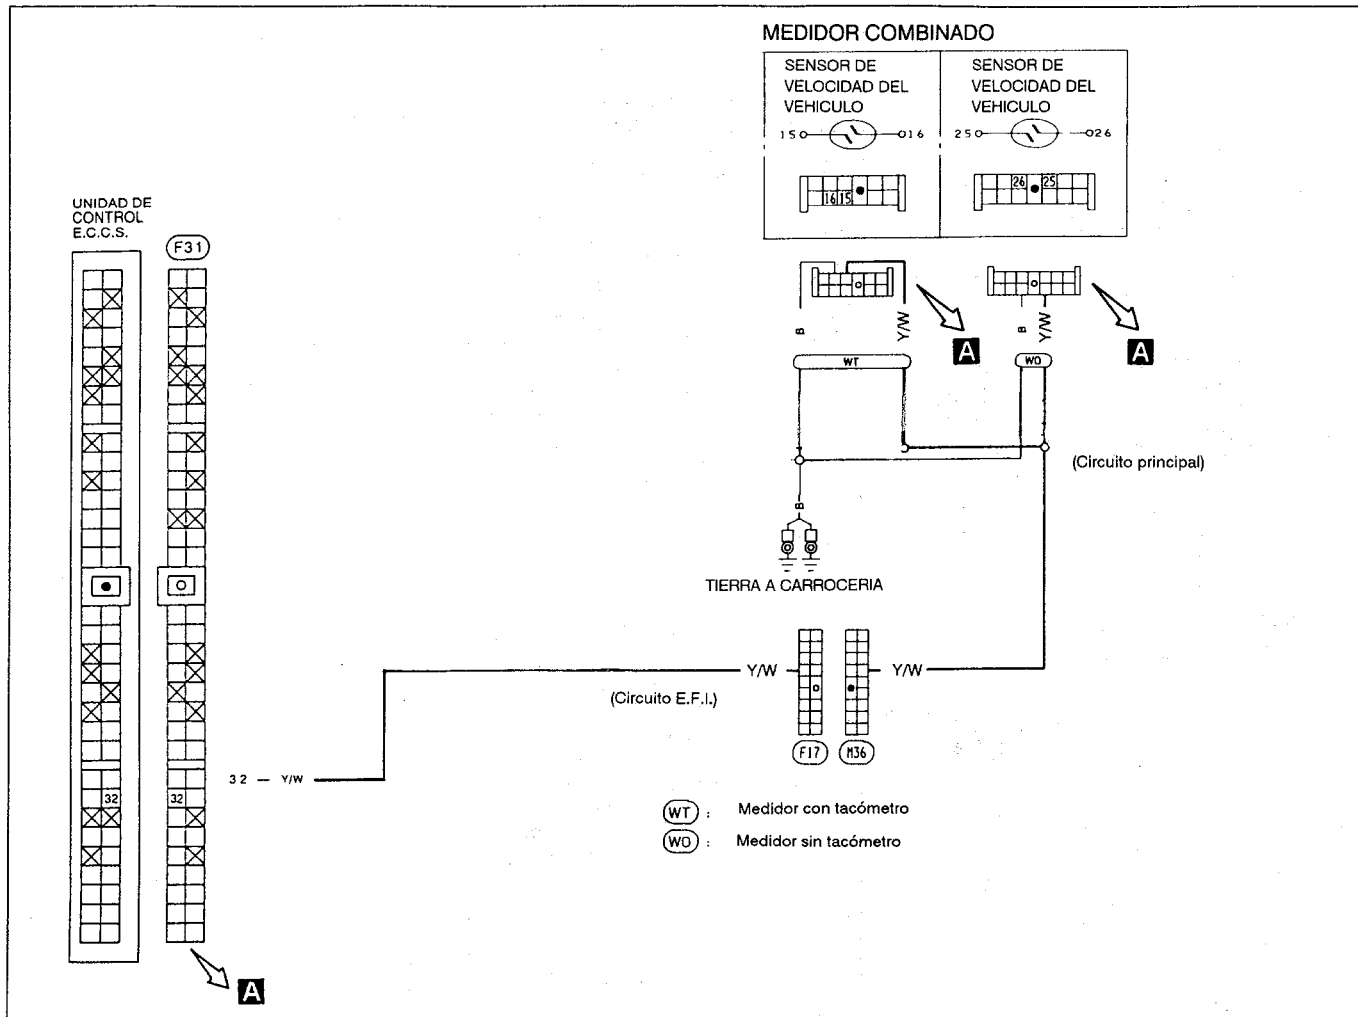 MEDIDOR COMBINADO
SENSOR DE
VELOCIDAD DEL
VEHICULO
15 16
16 15
SENSOR DE
VELOCIDAD DEL
VEHICULO
25 26
26 25
UNIDAD DE
CONTROL
E.C.C.S.
F31
B Y/W
A
B Y/W
A
WT
WO
(Circuito principal)
B
TIERRA A CARROCERIA
Y/W Y/W
(Circuito E.F.I.)
F17 M36
32 — Y/W
32 32
WT : Medidor con tacómetro
WO : Medidor sin tacómetro
A